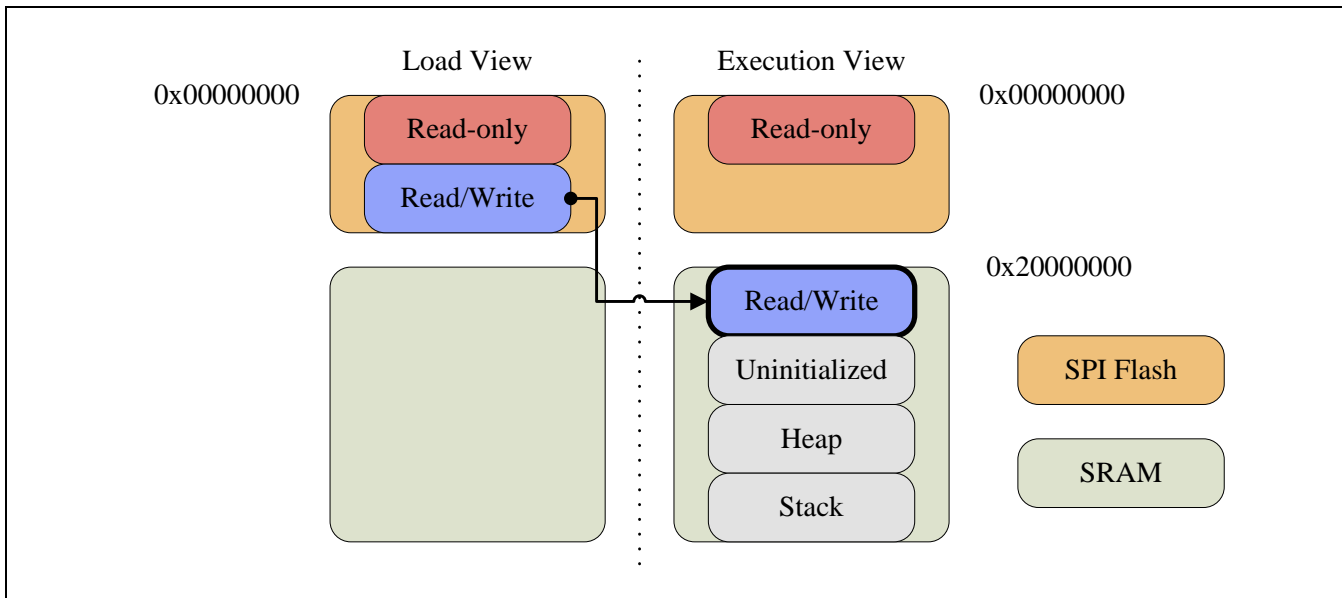 Load View
Execution View
0x00000000
0x00000000
Read-only
Read-only
Read/Write
0x20000000
Read/Write
Uninitialized
SPI Flash
Heap
SRAM
Stack